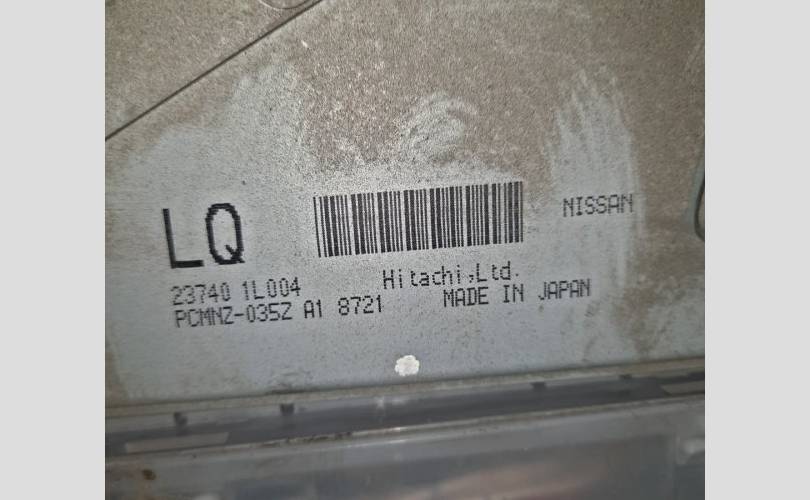 LQ
NISSAN
23740 1L004
Hitachi,Ltd.
PCMNZ-035Z A1 8721
MADE IN JAPAN